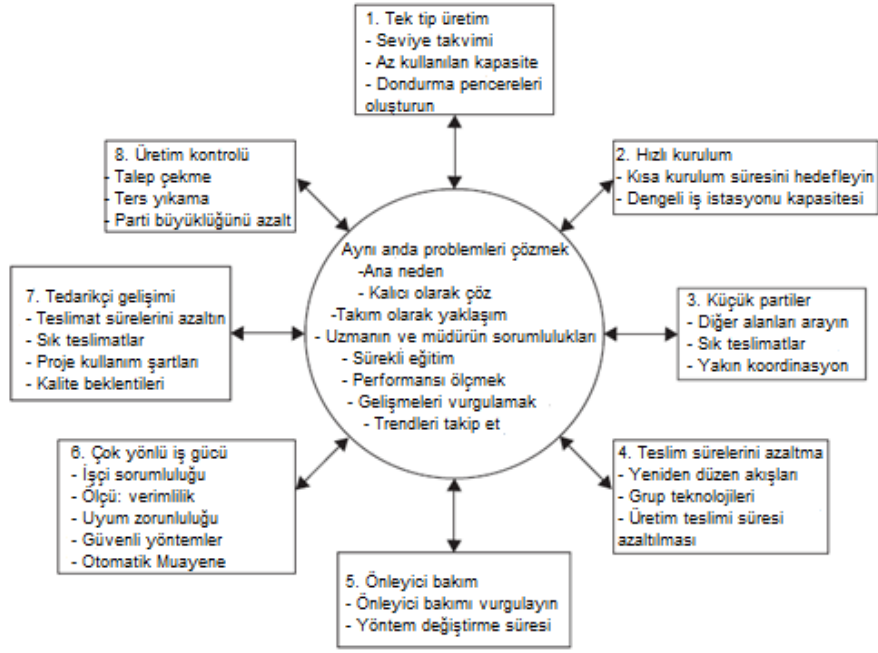 1. Tek tip üretim
- Seviye takvimi
- Az kullanılan kapasite
- Dondurma pencereleri
oluşturun
8. Üretim kontrolü
- Talep çekme
- Ters yıkama
- Parti büyüklüğünü azalt
2. Hızlı kurulum
- Kısa kurulum süresini hedefleyin
- Dengeli iş istasyonu kapasitesi
Aynı anda problemleri çözmek
-Ana neden
- Kalıcı olarak çöz
-Takım olarak yaklaşım
- Uzmanın ve müdürün sorumlulukları
- Sürekli eğitim
- Performansı ölçmek
- Gelişmeleri vurgulamak
- Trendleri takip et
7. Tedarikçi gelişimi
- Teslimat sürelerini azaltın
- Sık teslimatlar
- Proje kullanım şartları
- Kalite beklentileri
3. Küçük partiler
- Diğer alanları arayın
- Sık teslimatlar
- Yakın koordinasyon
6. Çok yönlü iş gücü
- İşçi sorumluluğu
- Ölçü: verimlilik
- Uyum zorunluluğu
- Güvenli yöntemler
- Otomatik Muayene
4. Teslim sürelerini azaltma
- Yeniden düzen akışları
- Grup teknolojileri
- Üretim teslimi süresi
azaltılması
5. Önleyici bakım
- Önleyici bakımı vurgulayın
- Yöntem değiştirme süresi